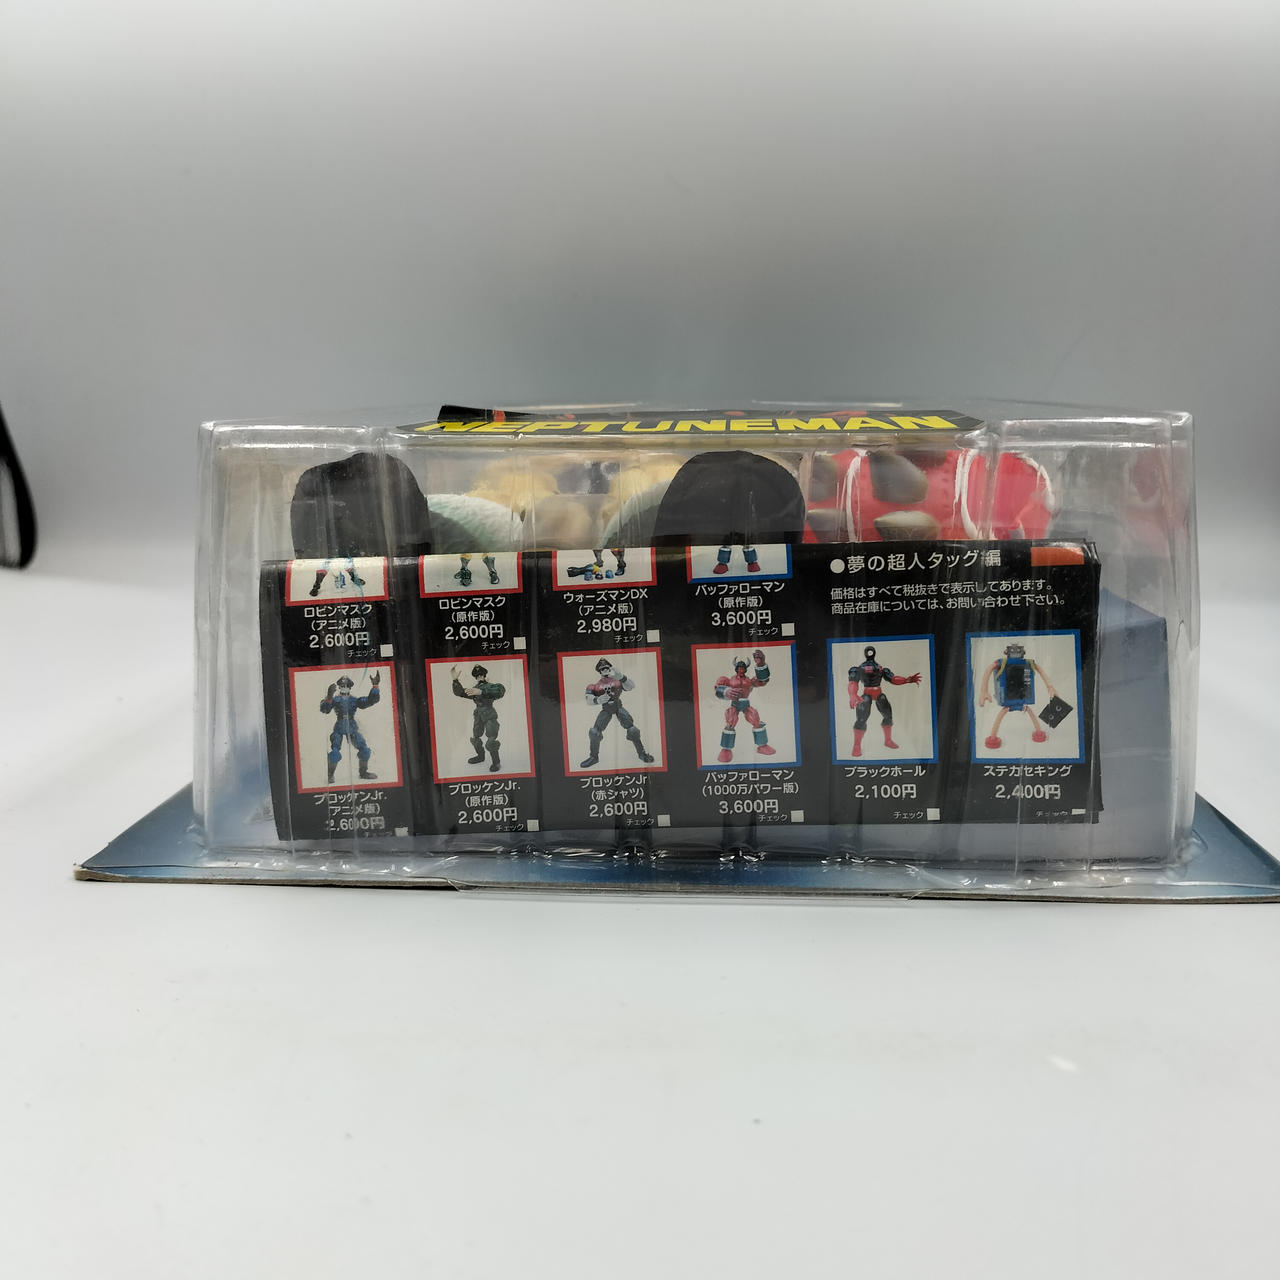 NEPTUNEMAN
ロビンマスク
(アニメ版)
2,600円
チェック
ロビンマスク
(原作版)
2,600円
チェック
ウォーズマンDX
(アニメ版)
2,980円
チェック
バッファローマン
(原作版)
3,600円
チェック
●夢の超人タッグ編
価格はすべて税抜きで表示してあります。
商品在庫については、お問い合わせ下さい。
ブロッケンJr.
(アニメ版)
2,600円
チェック
ブロッケンJr.
(原作版)
2,600円
チェック
ブロッケンJr
(赤シャツ)
2,600円
チェック
バッファローマン
(1000万パワー版)
3,600円
チェック
ブラックホール
2,100円
チェック
ステカセキング
2,400円
チェック